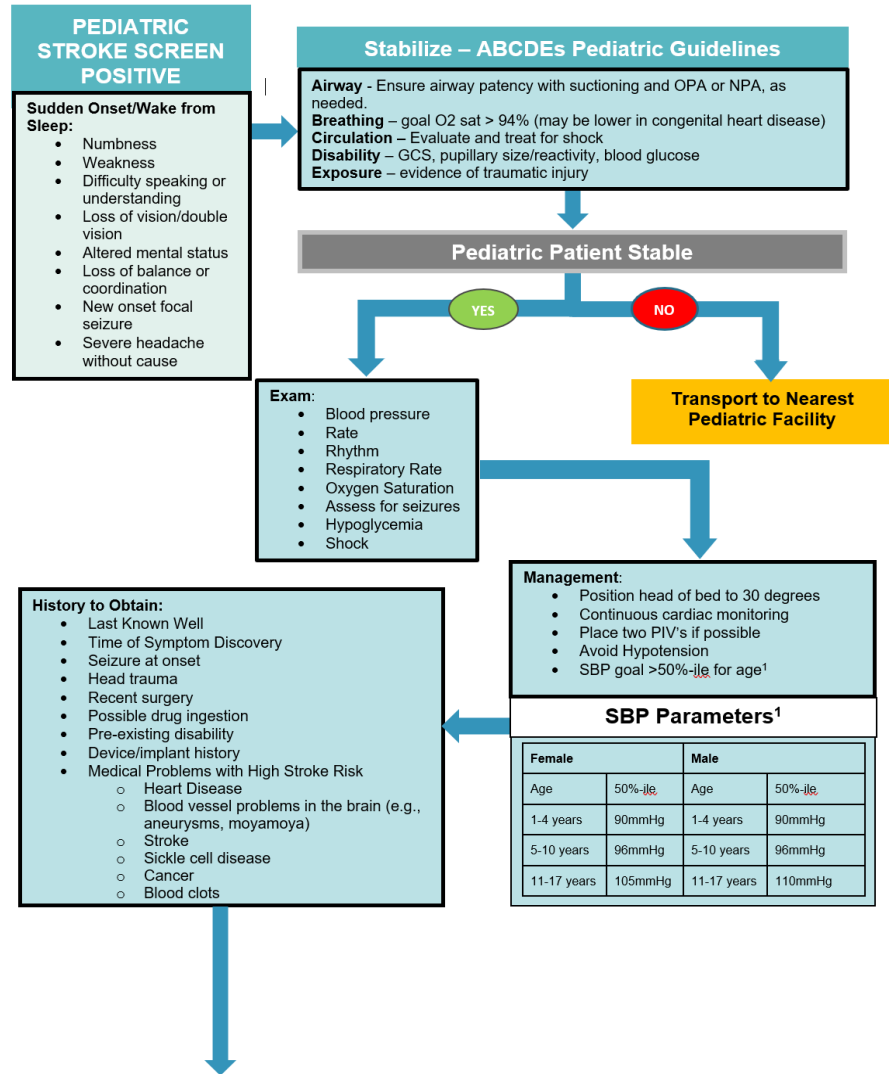 PEDIATRIC
STROKE SCREEN
POSITIVE
Sudden Onset/Wake from
Sleep:
• Numbness
• Weakness
• Difficulty speaking or
understanding
• Loss of vision/double
vision
• Altered mental status
• Loss of balance or
coordination
• New onset focal
seizure
• Severe headache
without cause
Stabilize – ABCDEs Pediatric Guidelines
Airway - Ensure airway patency with suctioning and OPA or NPA, as
needed.
Breathing – goal O2 sat > 94% (may be lower in congenital heart disease)
Circulation – Evaluate and treat for shock
Disability – GCS, pupillary size/reactivity, blood glucose
Exposure – evidence of traumatic injury
Pediatric Patient Stable
YES
NO
Transport to Nearest
Pediatric Facility
Exam:
• Blood pressure
• Rate
• Rhythm
• Respiratory Rate
• Oxygen Saturation
• Assess for seizures
• Hypoglycemia
• Shock
Management:
• Position head of bed to 30 degrees
• Continuous cardiac monitoring
• Place two PIV's if possible
• Avoid Hypotension
• SBP goal >50%-ile for age¹
SBP Parameters¹
Female Male
Age 50%-ile Age 50%-ile
1-4 years 90mmHg 1-4 years 90mmHg
5-10 years 96mmHg 5-10 years 96mmHg
11-17 years 105mmHg 11-17 years 110mmHg
History to Obtain:
• Last Known Well
• Time of Symptom Discovery
• Seizure at onset
• Head trauma
• Recent surgery
• Possible drug ingestion
• Pre-existing disability
• Device/implant history
• Medical Problems with High Stroke Risk
o Heart Disease
o Blood vessel problems in the brain (e.g.,
aneurysms, moyamoya)
o Stroke
o Sickle cell disease
o Cancer
o Blood clots